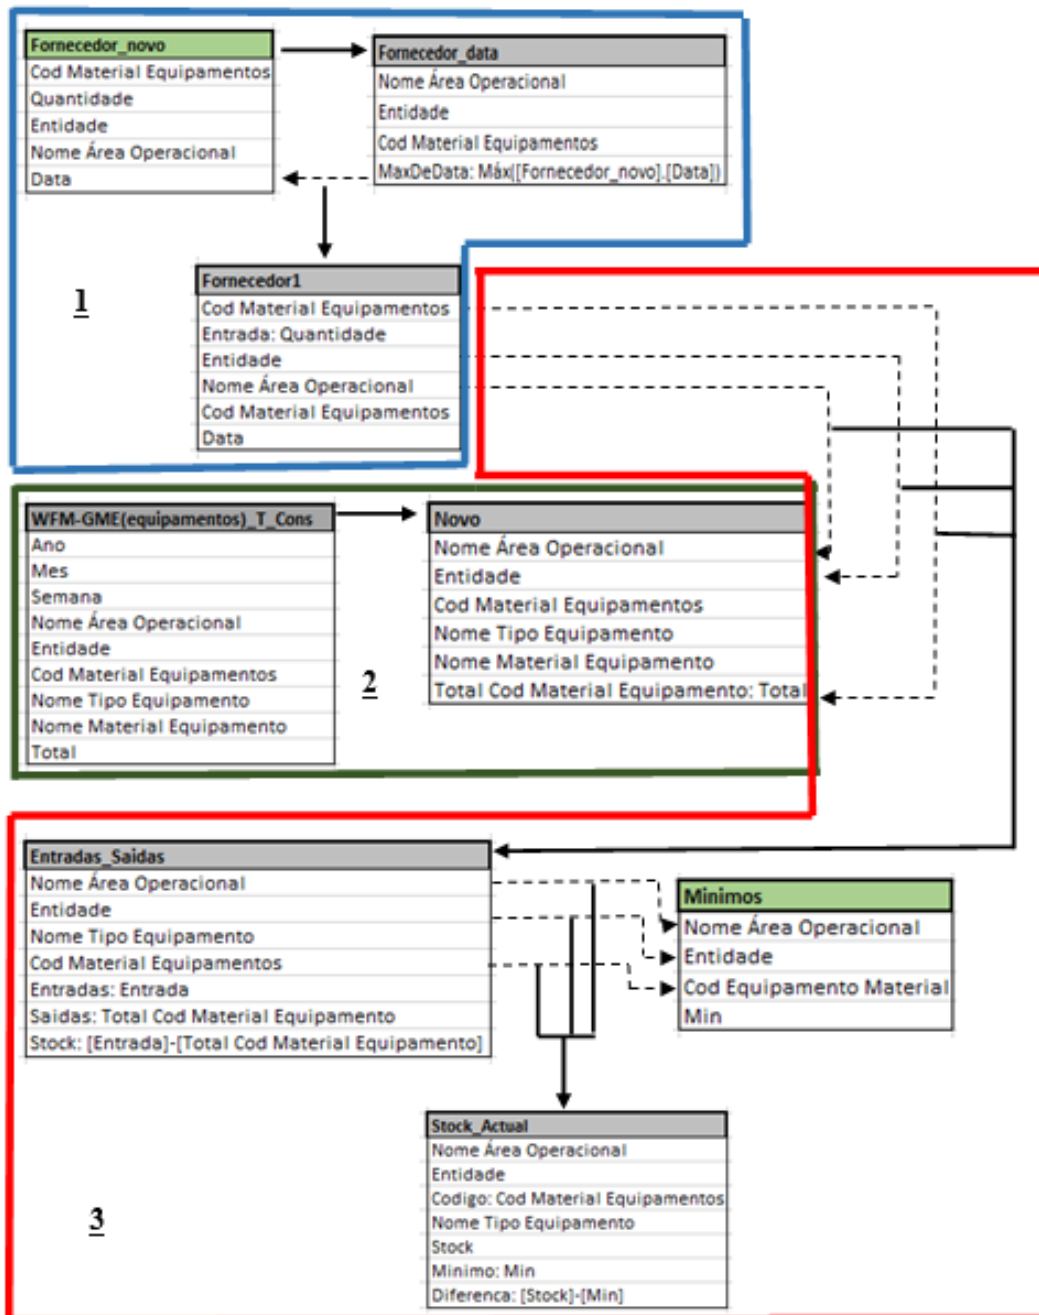 Fornecedor_novo
Cod Material Equipamentos
Quantidade
Entidade
Nome Área Operacional
Data
Fornecedor_data
Nome Área Operacional
Entidade
Cod Material Equipamentos
MaxDeData: Máx([Fornecedor_novo].[Data])
1
Fornecedor1
Cod Material Equipamentos
Entrada: Quantidade
Entidade
Nome Área Operacional
Cod Material Equipamentos
Data
WFM-GME(equipamentos)_T_Cons
Ano
Mes
Semana
Nome Área Operacional
Entidade
Cod Material Equipamentos
Nome Tipo Equipamento
Nome Material Equipamento
Total
2
Novo
Nome Área Operacional
Entidade
Cod Material Equipamentos
Nome Tipo Equipamento
Nome Material Equipamento
Total Cod Material Equipamento: Total
Entradas_Saidas
Nome Área Operacional
Entidade
Nome Tipo Equipamento
Cod Material Equipamentos
Entradas: Entrada
Saidas: Total Cod Material Equipamento
Stock: [Entrada]-[Total Cod Material Equipamento]
Minimos
Nome Área Operacional
Entidade
Cod Equipamento Material
Min
3
Stock_Actual
Nome Área Operacional
Entidade
Codigo: Cod Material Equipamentos
Nome Tipo Equipamento
Stock
Minimo: Min
Diferenca: [Stock]-[Min]